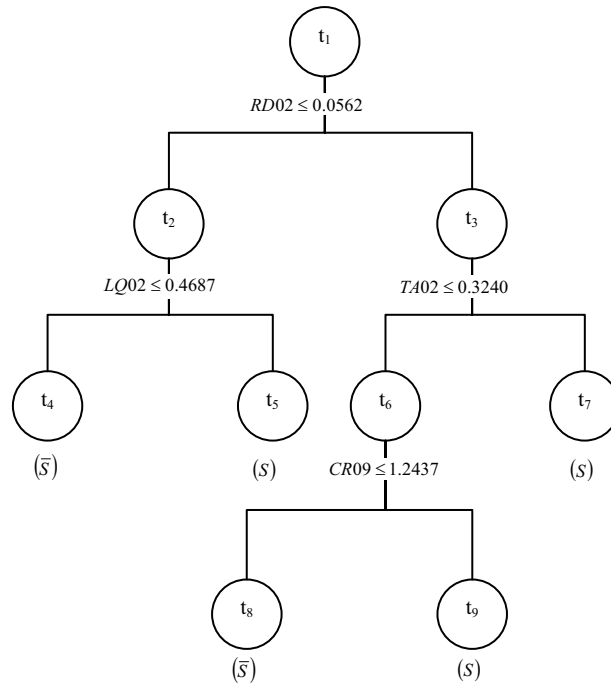 t₁
RD02 ≤ 0.0562
t₂ t₃
LQ02 ≤ 0.4687 TA02 ≤ 0.3240
t₄ t₅ t₆ t₇
(s̅) (s) (s)
CR09 ≤ 1.2437
t₈ t₉
(s̅) (s)